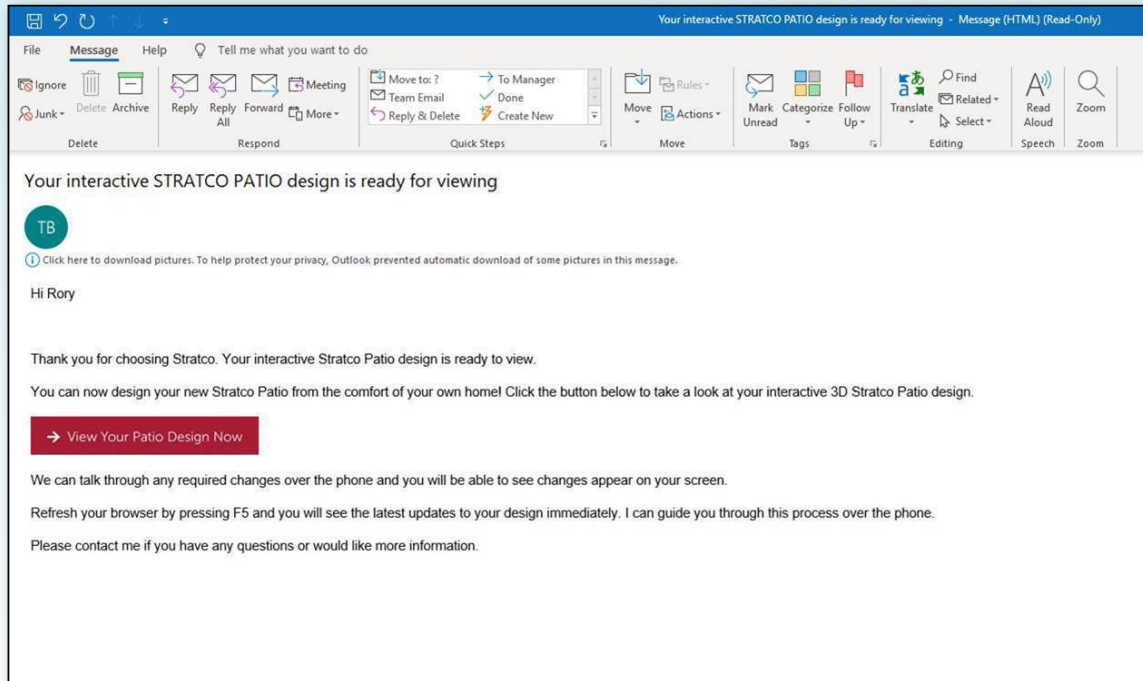 Your interactive STRATCO PATIO design is ready for viewing - Message (HTML) (Read-Only)
File Message Help Tell me what you want to do
Ignore
Junk
Delete
Archive
Delete
Reply
Reply All
Forward
Meeting
More
Respond
Move to: ?
Team Email
Reply & Delete
To Manager
Done
Create New
Quick Steps
Move
Rules
Actions
Move
Mark Unread
Categorize
Follow Up
Tags
Translate
Find
Related
Select
Editing
Read Aloud
Speech
Zoom
Zoom
Your interactive STRATCO PATIO design is ready for viewing
TB
Click here to download pictures. To help protect your privacy, Outlook prevented automatic download of some pictures in this message.
Hi Rory
Thank you for choosing Stratco. Your interactive Stratco Patio design is ready to view.
You can now design your new Stratco Patio from the comfort of your own home! Click the button below to take a look at your interactive 3D Stratco Patio design.
→ View Your Patio Design Now
We can talk through any required changes over the phone and you will be able to see changes appear on your screen.
Refresh your browser by pressing F5 and you will see the latest updates to your design immediately. I can guide you through this process over the phone.
Please contact me if you have any questions or would like more information.